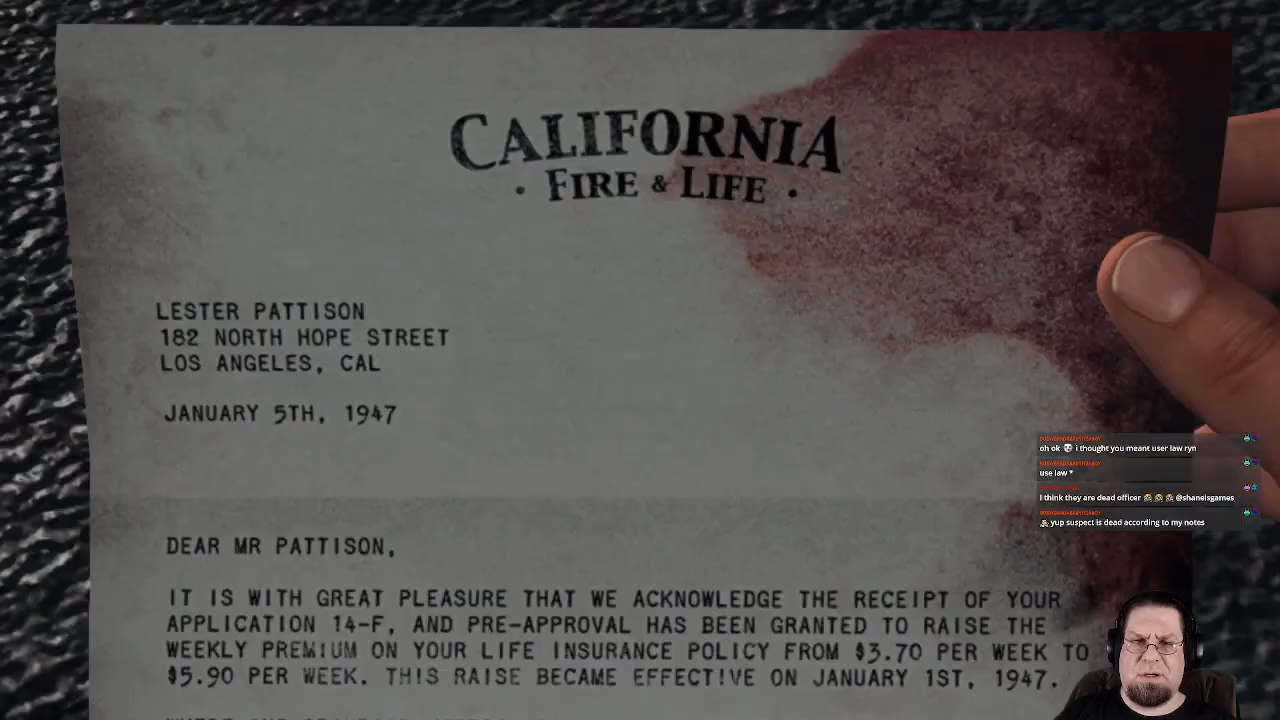 CALIFORNIA
• FIRE & LIFE •
LESTER PATTISON
182 NORTH HOPE STREET
LOS ANGELES, CAL
JANUARY 5TH, 1947
DEAR MR PATTISON,
IT IS WITH GREAT PLEASURE THAT WE ACKNOWLEDGE THE RECEIPT OF YOUR
APPLICATION 14-F, AND PRE-APPROVAL HAS BEEN GRANTED TO RAISE THE
WEEKLY PREMIUM ON YOUR LIFE INSURANCE POLICY FROM $3.70 PER WEEK TO
$5.90 PER WEEK. THIS RAISE BECAME EFFECTIVE ON JANUARY 1ST, 1947.
oh ok i thought you meant user law ryn
use law *
I think they are dead officer @shaneisgames
yup suspect is dead according to my notes